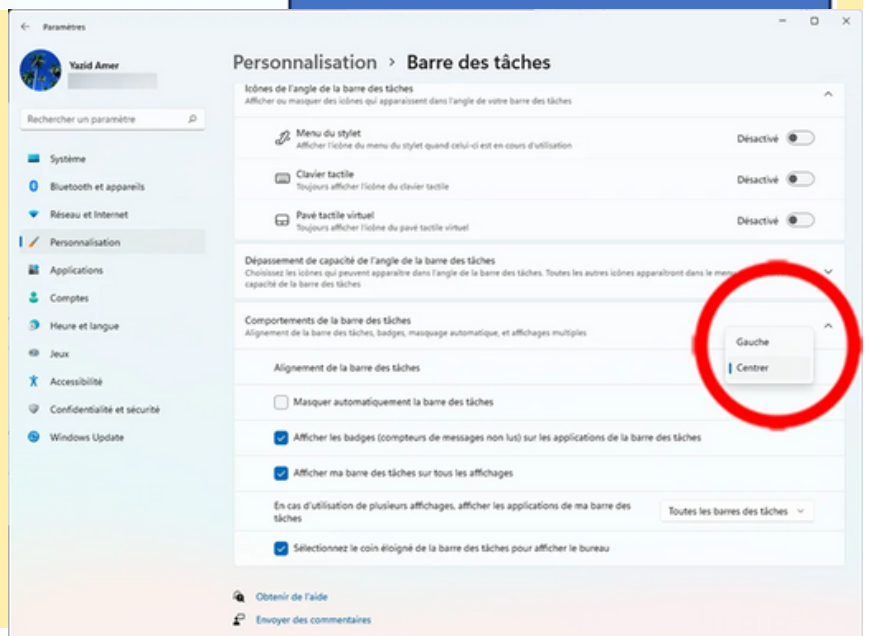 Paramètres
Yazid Amer
Rechercher un paramètre
Système
Bluetooth et appareils
Réseau et Internet
Personnalisation
Applications
Comptes
Heure et langue
Jeux
Accessibilité
Confidentialité et sécurité
Windows Update
Personnalisation > Barre des tâches
Icônes de l'angle de la barre des tâches
Afficher ou masquer des icônes qui apparaissent dans l'angle de votre barre des tâches
Menu du stylet
Désactivé
Afficher l'icône du menu du stylet quand celui-ci est en cours d'utilisation
Clavier tactile
Désactivé
Toujours afficher l'icône du clavier tactile
Pavé tactile virtuel
Désactivé
Toujours afficher l'icône du pavé tactile virtuel
Dépassement de capacité de l'angle de la barre des tâches
Choisissez les icônes qui peuvent apparaître dans l'angle de la barre des tâches. Toutes les autres icônes apparaîtront dans le
capacité de la barre des tâches
Comportements de la barre des tâches
Alignement de la barre des tâches, badges, masquage automatique, et affichages multiples
Gauche
Alignement de la barre des tâches
Centrer
Masquer automatiquement la barre des tâches
Afficher les badges (compteurs de messages non lus) sur les applications de la barre des tâches
Afficher ma barre des tâches sur tous les affichages
En cas d'utilisation de plusieurs affichages, afficher les applications de ma barre des
tâches
Toutes les barres des tâches
Sélectionnez le coin éloigné de la barre des tâches pour afficher le bureau
Obtenir de l'aide
Envoyer des commentaires